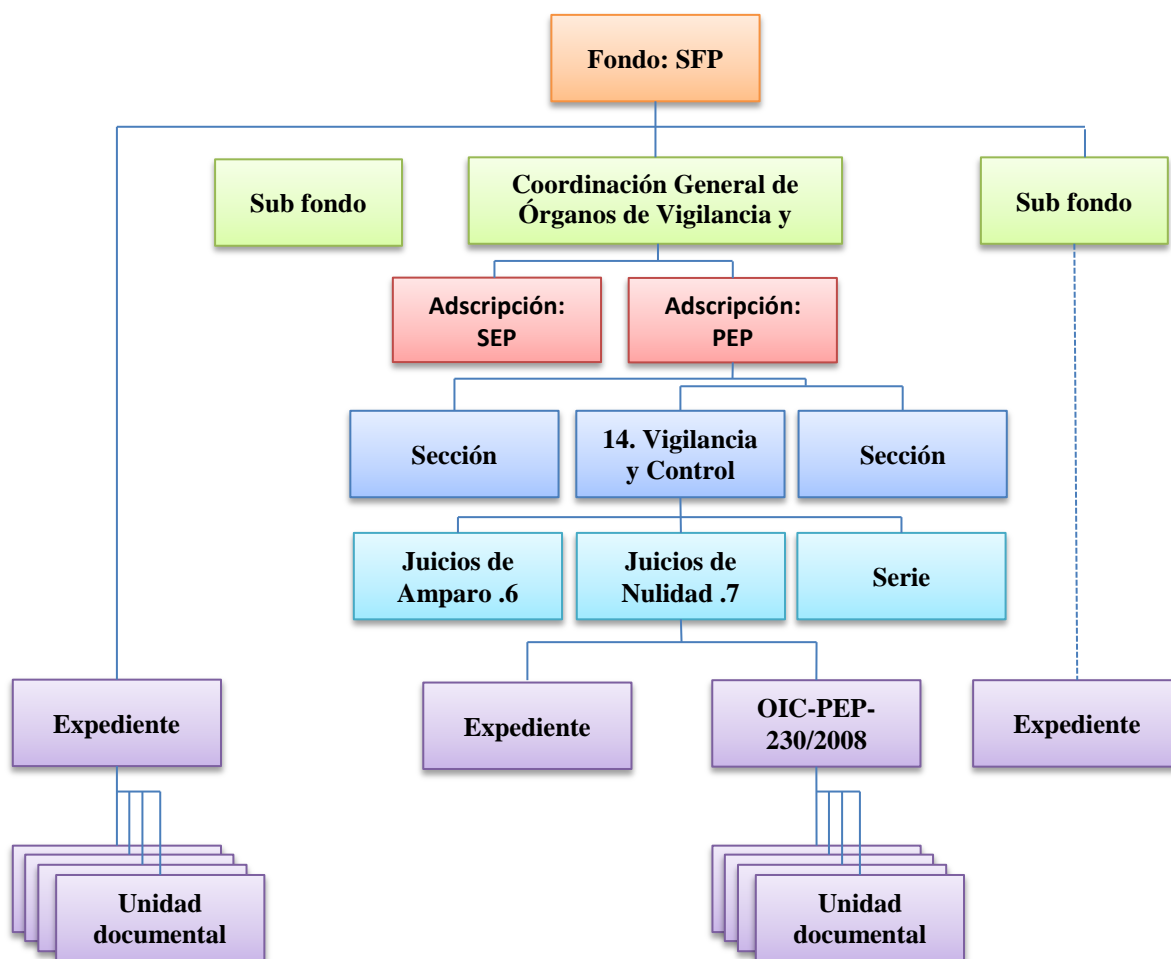 Fondo: SFP
Sub fondo
Coordinación General de
Órganos de Vigilancia y
Sub fondo
Adscripción:
SEP
Adscripción:
PEP
Sección
14. Vigilancia
y Control
Sección
Juicios de
Amparo .6
Juicios de
Nulidad .7
Serie
Expediente
Expediente
OIC-PEP-
230/2008
Expediente
Unidad
documental
Unidad
documental